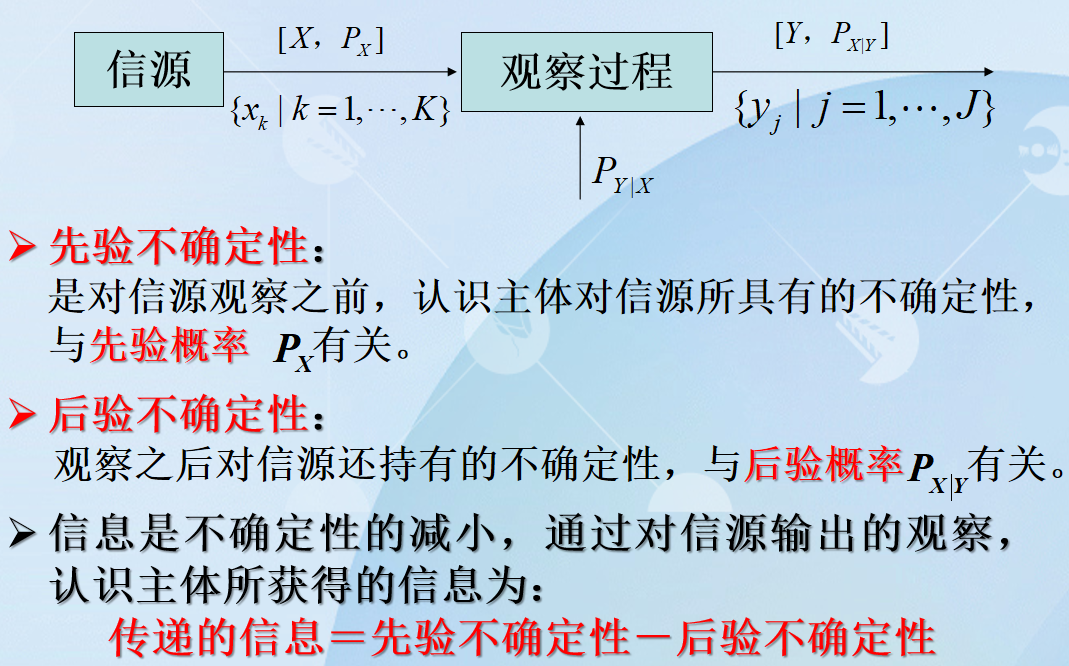 信源
[X，P_X]
{x_k | k=1,⋯,K}
观察过程
[Y，P_{X|Y}]
{y_j | j=1,⋯,J}
P_{Y|X}
➢ 先验不确定性：
是对信源观察之前，认识主体对信源所具有的不确定性，
与先验概率 P_X有关。
➢ 后验不确定性：
观察之后对信源还持有的不确定性，与后验概率P_{X|Y}有关。
➢ 信息是不确定性的减小，通过对信源输出的观察，
认识主体所获得的信息为：
传递的信息＝先验不确定性－后验不确定性